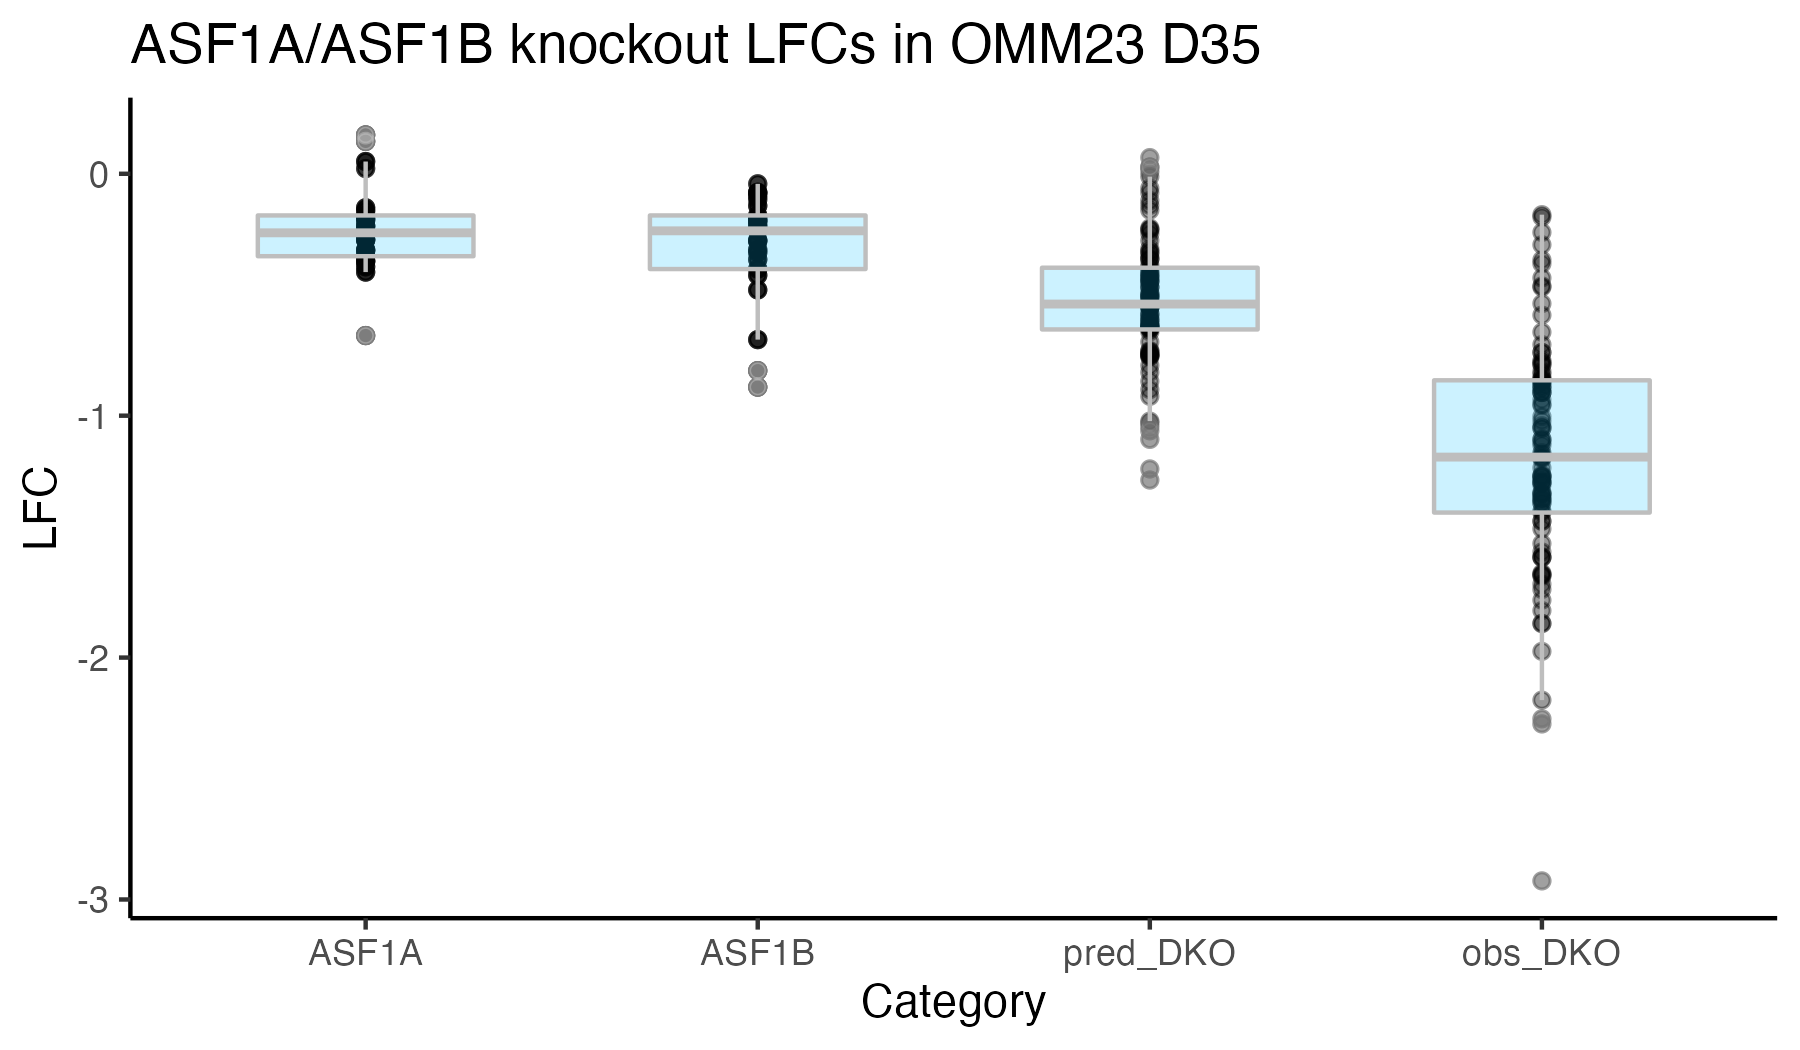 ASF1A/ASF1B knockout LFCs in OMM23 D35
0
-1
-2
-3
LFC
ASF1A ASF1B pred_DKO obs_DKO
Category